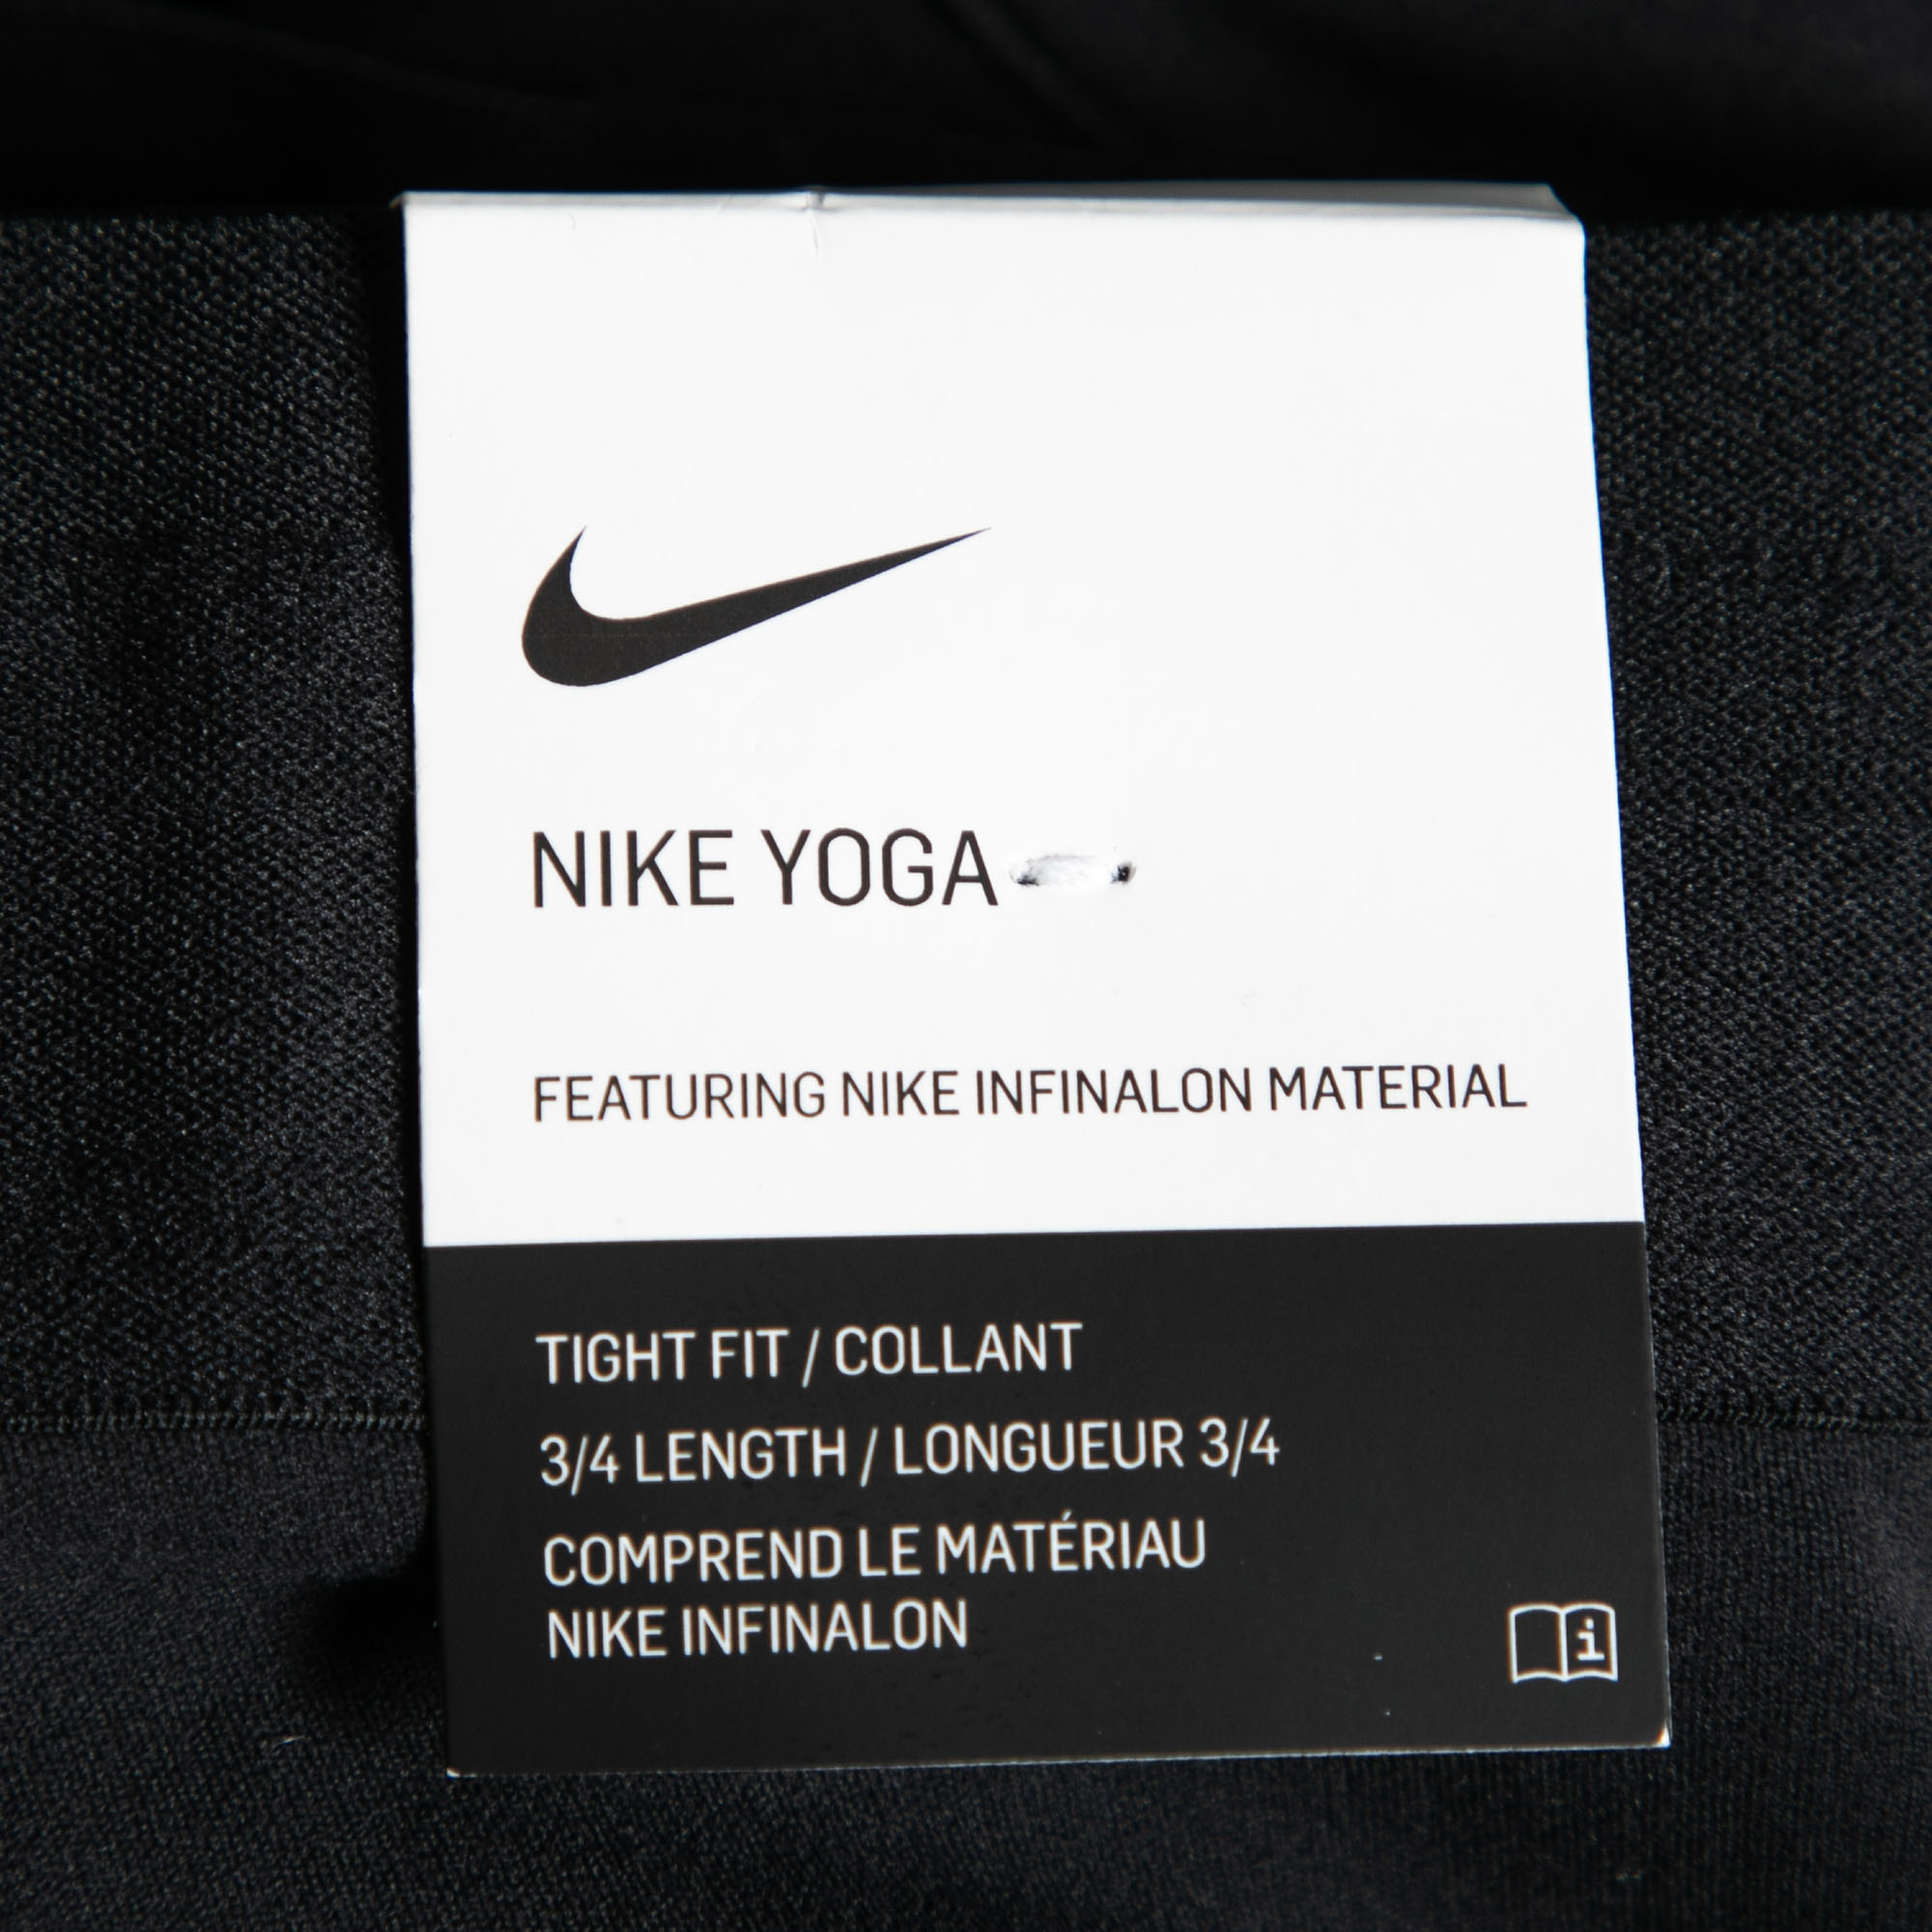 NIKE YOGA
FEATURING NIKE INFINALON MATERIAL
TIGHT FIT / COLLANT
3/4 LENGTH / LONGUEUR 3/4
COMPREND LE MATÉRIAU
NIKE INFINALON
i